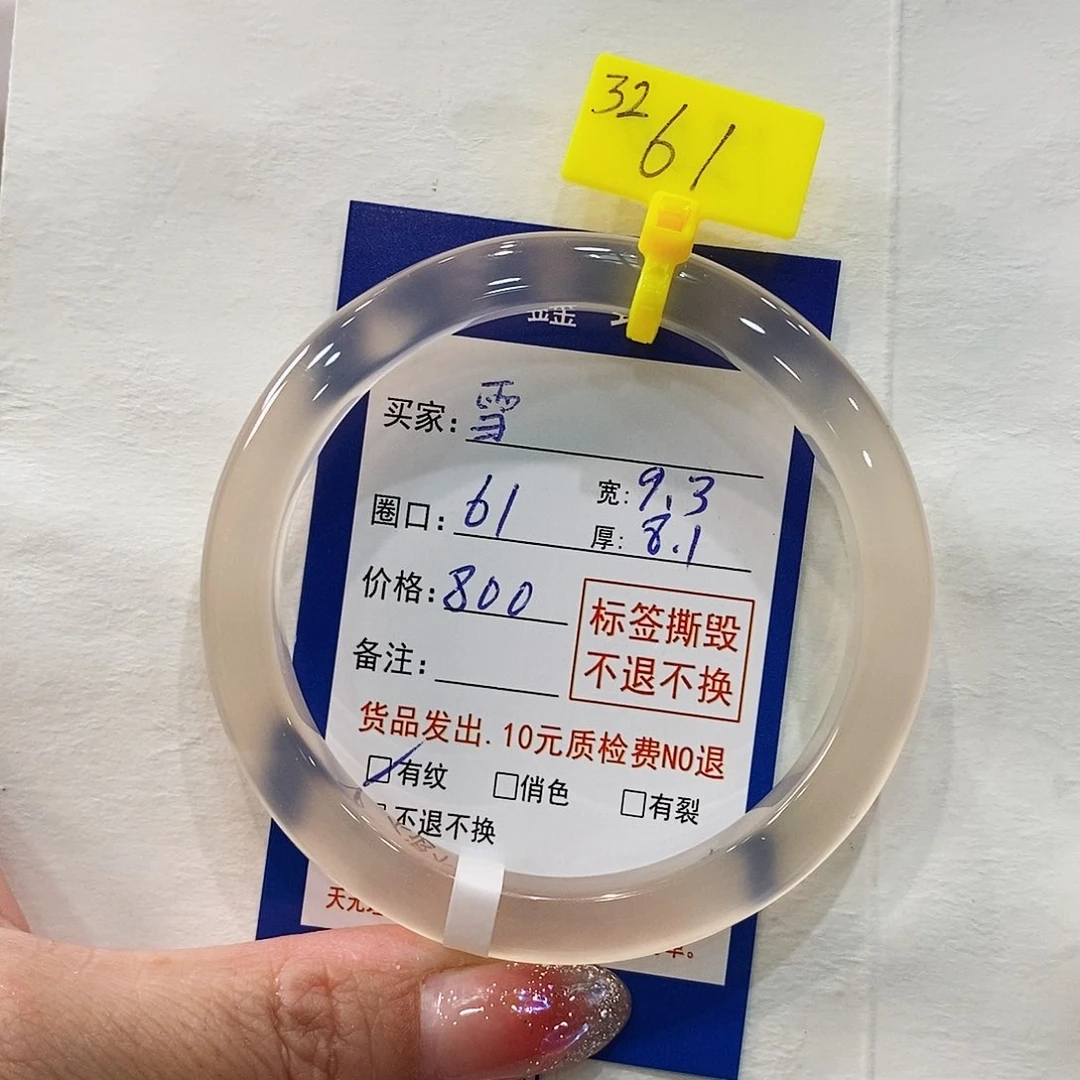 32 61
鑫
买家:雪
圈口:61 宽:9.3
厚:8.1
价格:800
标签撕毁
不退不换
备注:
货品发出.10元质检费NO退
有纹 俏色 有裂
不退不换
天